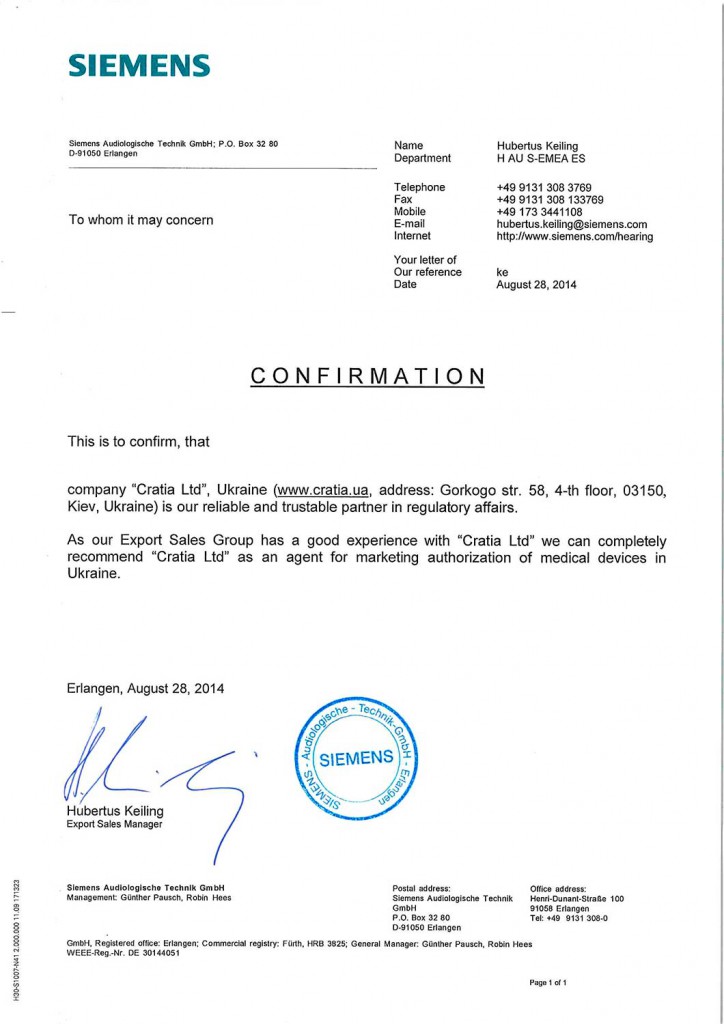 SIEMENS
Siemens Audiologische Technik GmbH; P.O. Box 32 80
D-91050 Erlangen
Name Hubertus Keiling
Department H AU S-EMEA ES
Telephone +49 9131 308 3769
Fax +49 9131 308 133769
Mobile +49 173 3441108
E-mail hubertus.keiling@siemens.com
Internet http://www.siemens.com/hearing
To whom it may concern
Your letter of
Our reference ke
Date August 28, 2014
CONFIRMATION
This is to confirm, that
company “Cratia Ltd”, Ukraine (www.cratia.ua, address: Gorkogo str. 58, 4-th floor, 03150,
Kiev, Ukraine) is our reliable and trustable partner in regulatory affairs.
As our Export Sales Group has a good experience with “Cratia Ltd” we can completely
recommend “Cratia Ltd” as an agent for marketing authorization of medical devices in
Ukraine.
Erlangen, August 28, 2014
SIEMENS - Audiologische - Technik-GmbH - Erlangen
SIEMENS
Hubertus Keiling
Export Sales Manager
Siemens Audiologische Technik GmbH
Management: Günther Pausch, Robin Hees
Postal address:
Siemens Audiologische Technik
GmbH
P.O. Box 32 80
D-91050 Erlangen
Office address:
Henri-Dunant-Straße 100
91058 Erlangen
Tel: +49 9131 308-0
GmbH, Registered office: Erlangen; Commercial registry: Fürth, HRB 3825; General Manager: Günther Pausch, Robin Hees
WEEE-Reg.-Nr. DE 30144051
Page 1 of 1
H30-S1007-N41 2.000.000 11.09 171323